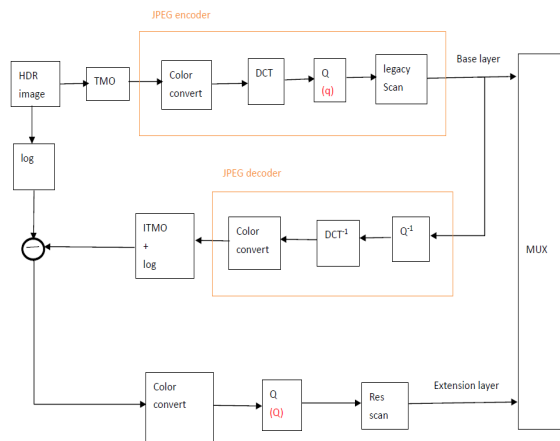 JPEG encoder
HDR
image
TMO
Color
convert
DCT
Q
(q)
legacy
Scan
Base layer
log
JPEG decoder
ITMO
+
log
Color
convert
DCT⁻¹
Q⁻¹
MUX
Color
convert
Q
(Q)
Res
scan
Extension layer